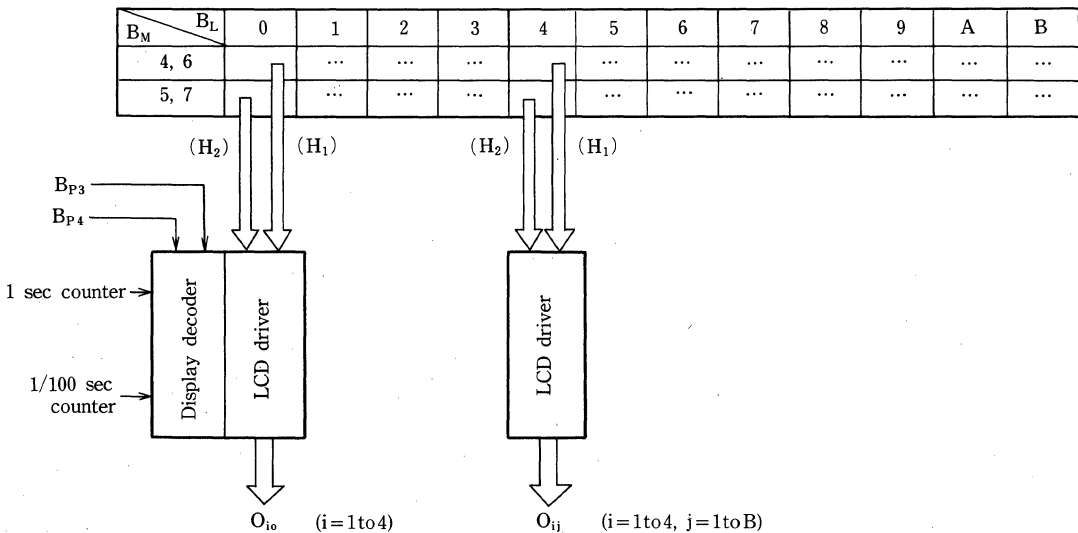 B_M B_L 0 1 2 3 4 5 6 7 8 9 A B
4, 6 ... ... ... ... ... ... ... ... ... ...
5, 7 ... ... ... ... ... ... ... ... ... ...
(H₂) (H₁) (H₂) (H₁)
B_P3
B_P4
1 sec counter
1/100 sec
counter
Display decoder
LCD driver
LCD driver
O_io (i=1to4) O_ij (i=1to4, j=1toB)